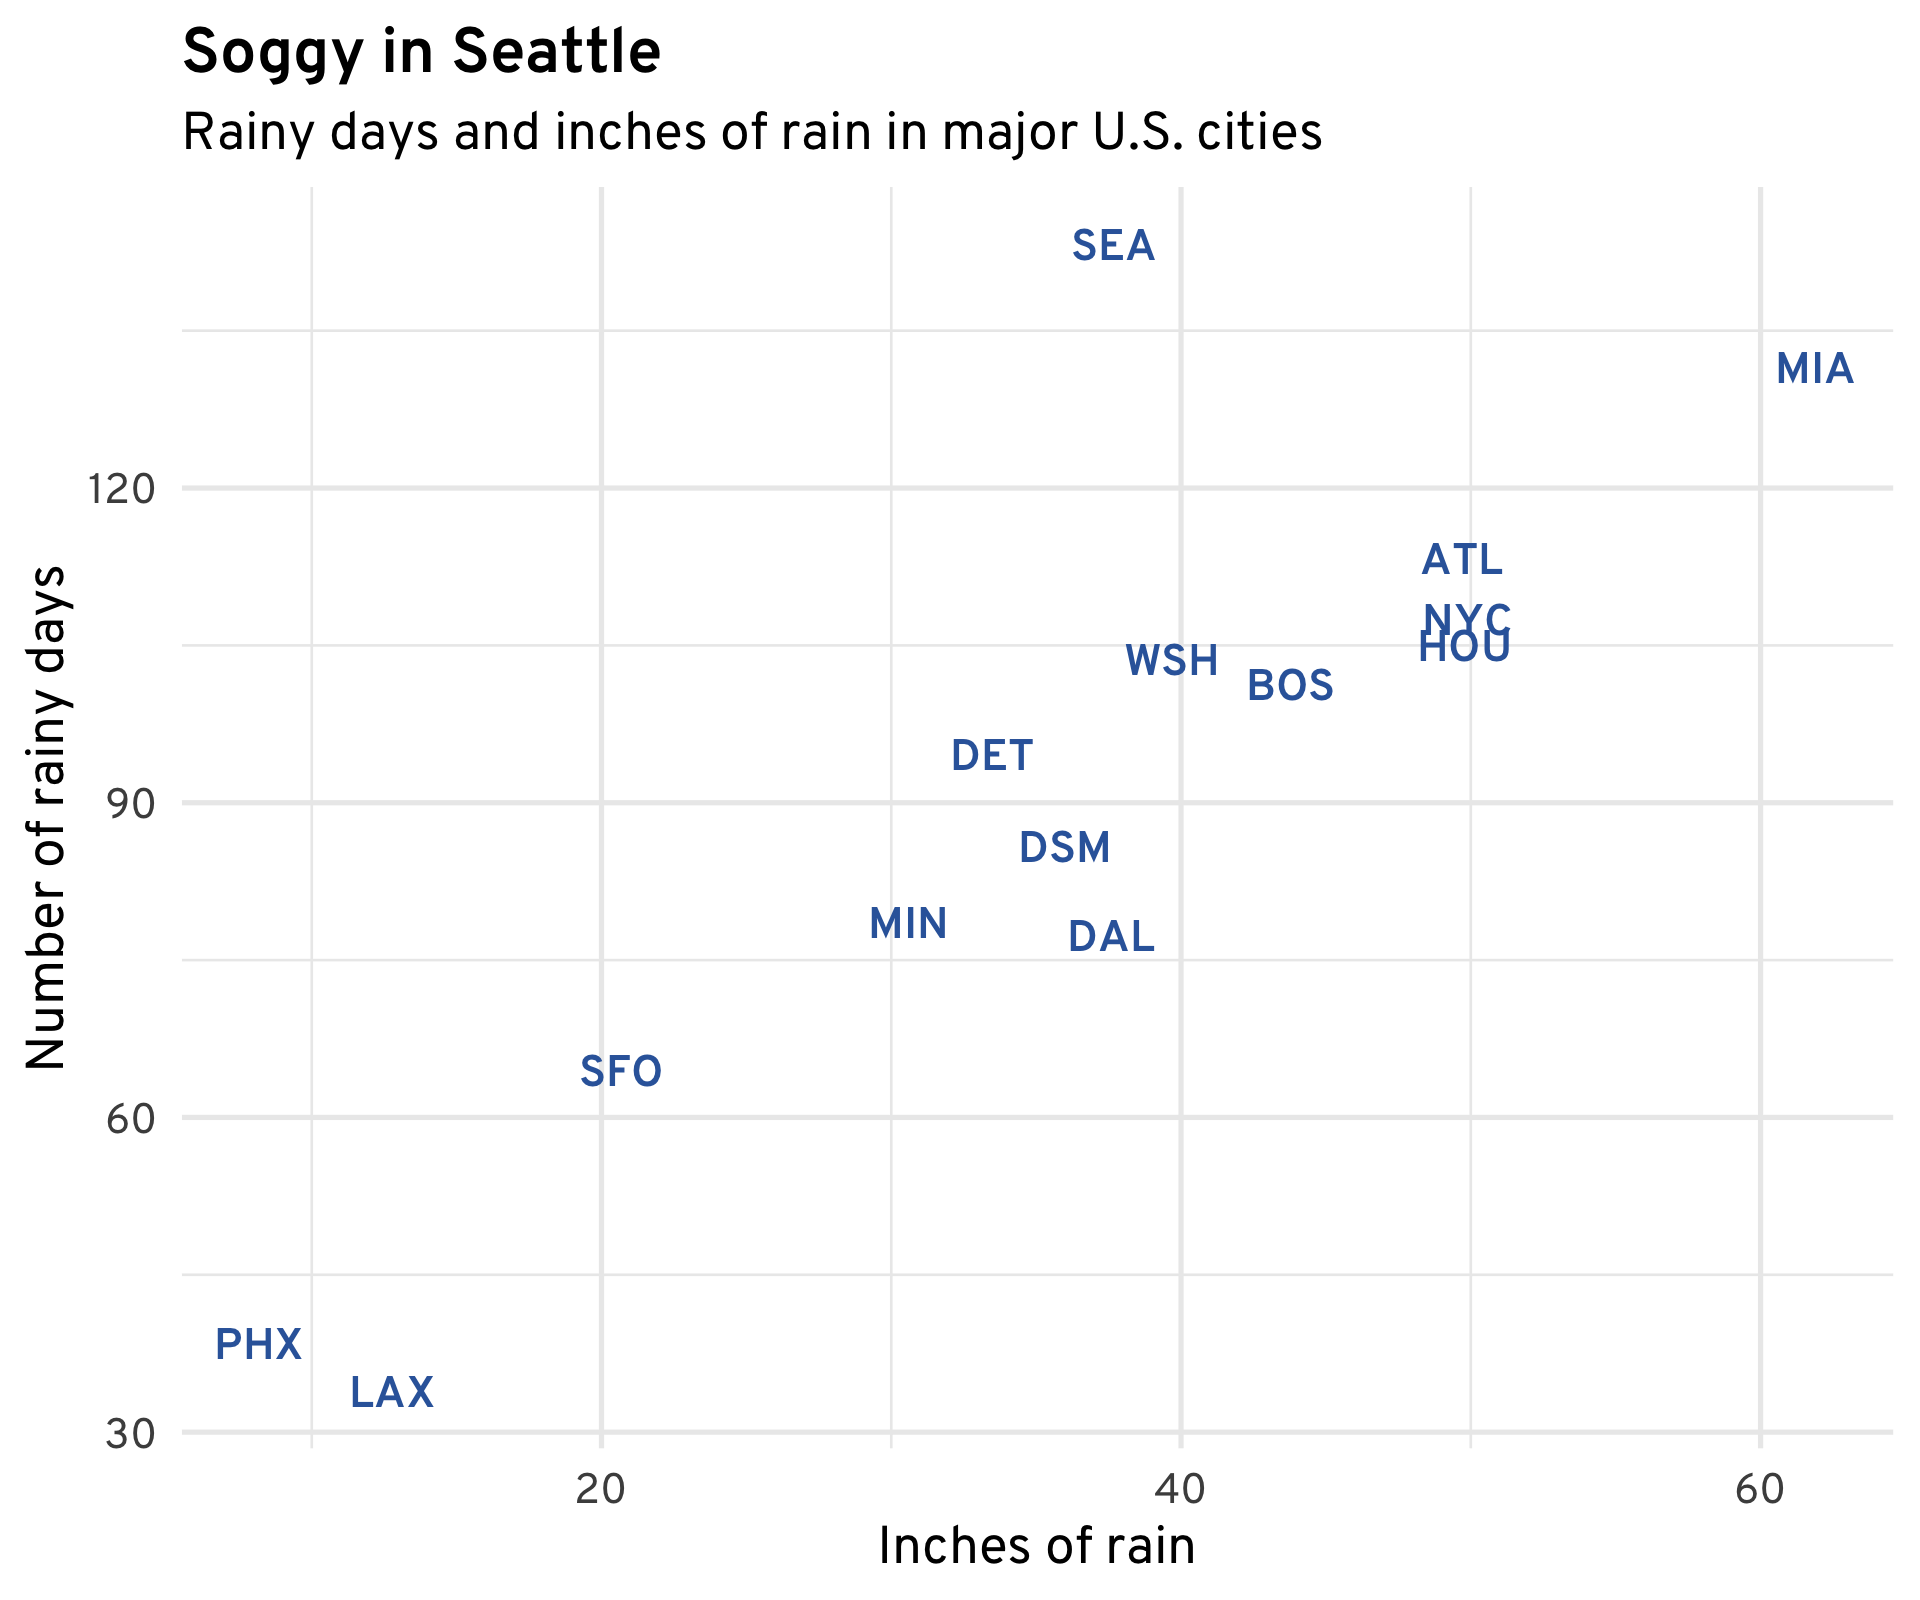 Soggy in Seattle
Rainy days and inches of rain in major U.S. cities
SEA
MIA
120
ATL
NYC
HOU
WSH
BOS
DET
90
DSM
MIN
DAL
SFO
60
PHX
LAX
30
Number of rainy days
20 40 60
Inches of rain